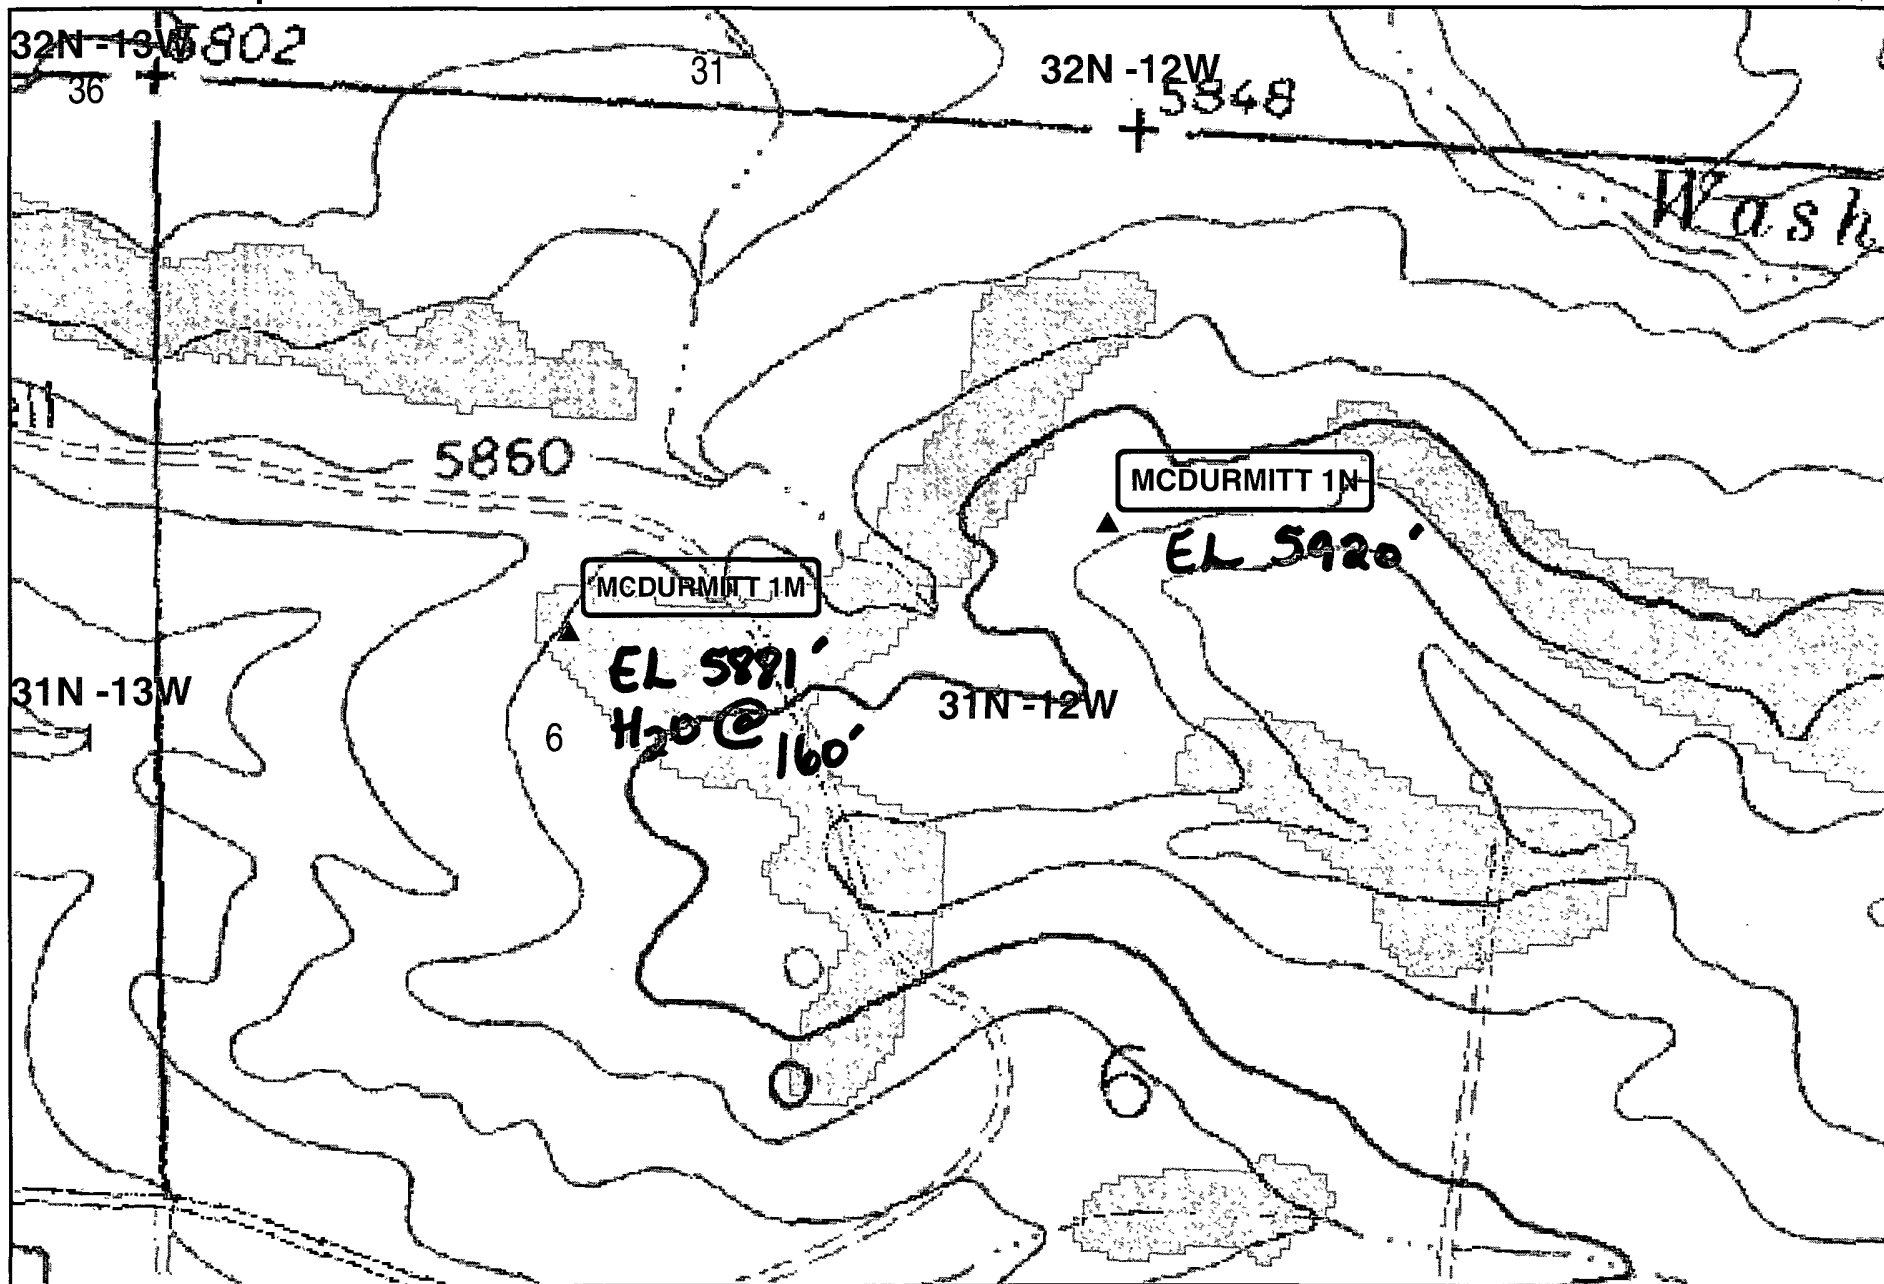 32N -13W
5802
36
31
32N -12W
5848
Wash
ell
5860
MCDURMITT 1N
EL 5920'
MCDURMITT 1M
EL 5881'
H2O @ 160'
31N -13W
31N -12W
6
6